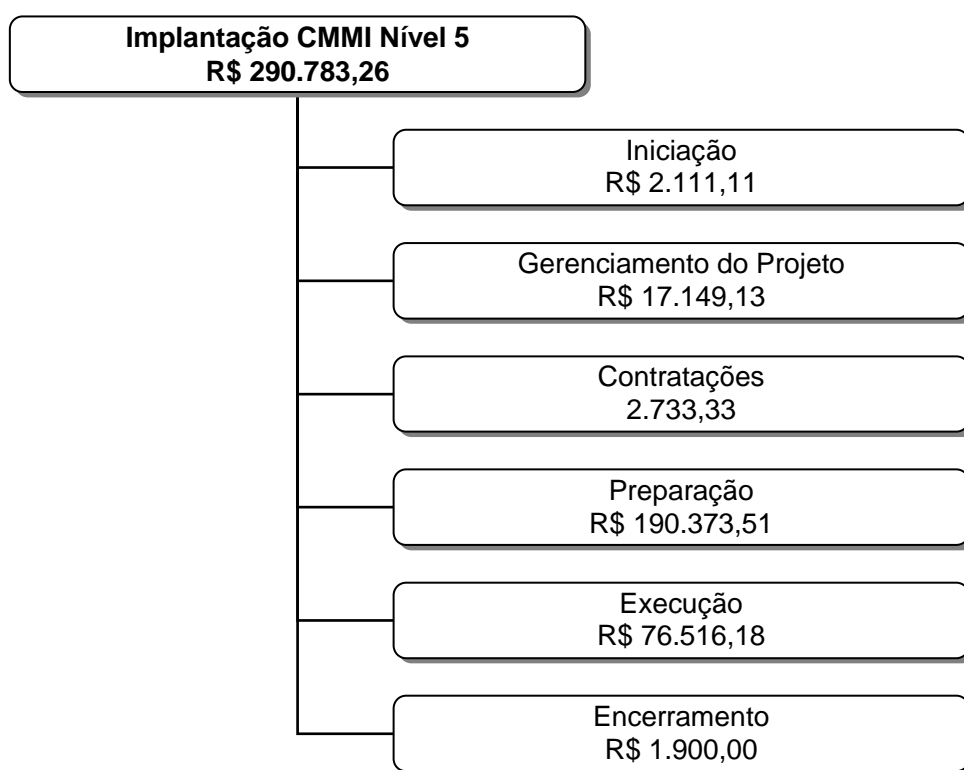 Implantação CMMI Nível 5
R$ 290.783,26
Iniciação
R$ 2.111,11
Gerenciamento do Projeto
R$ 17.149,13
Contratações
2.733,33
Preparação
R$ 190.373,51
Execução
R$ 76.516,18
Encerramento
R$ 1.900,00